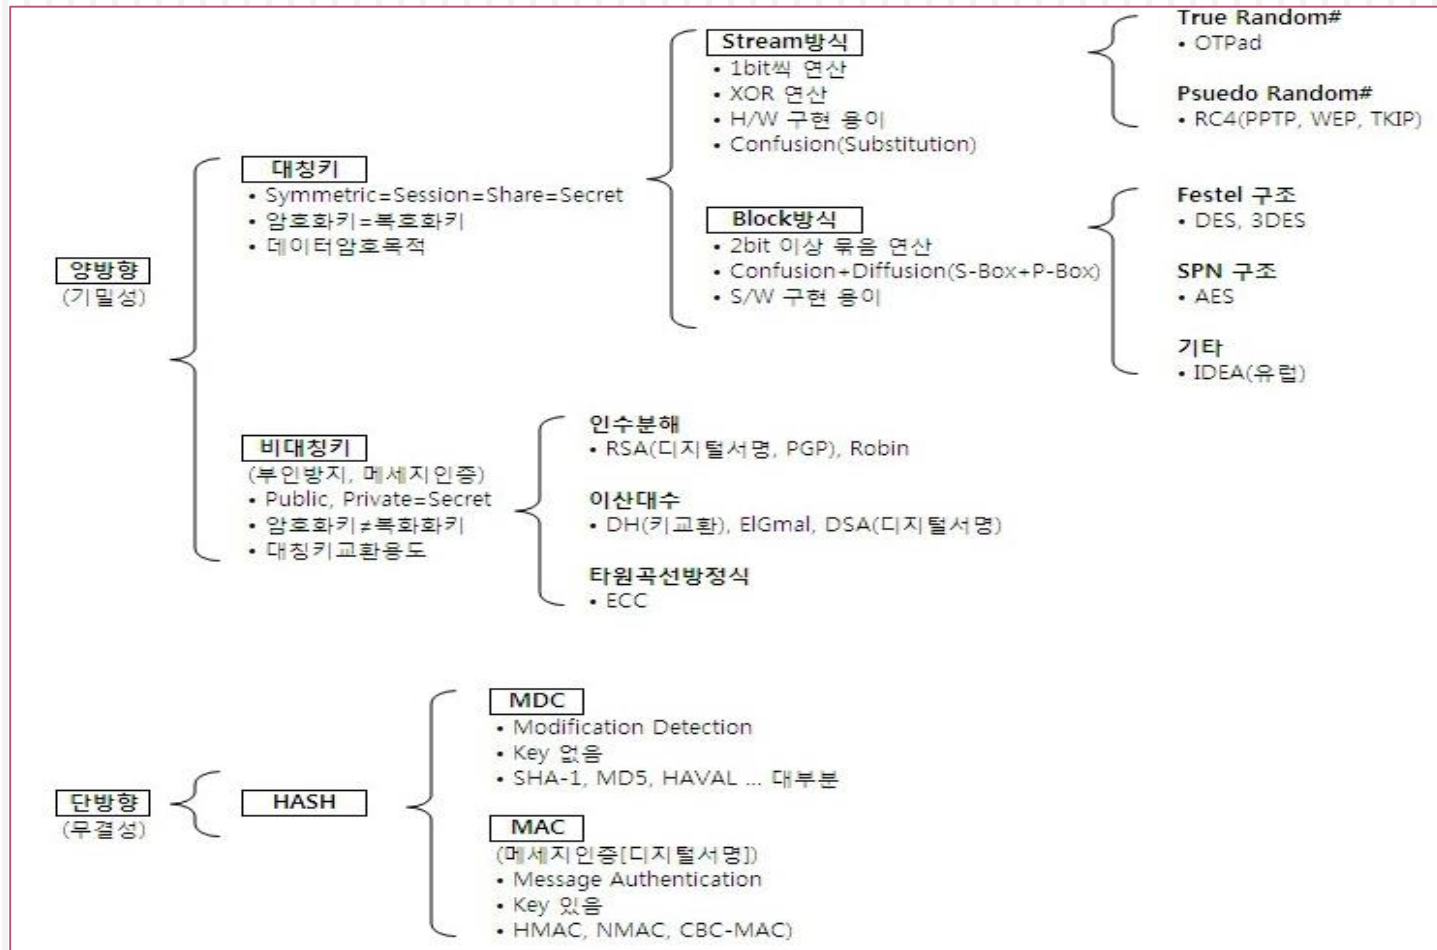 양방향
(기밀성)
대칭키
• Symmetric=Session=Share=Secret
• 암호화키=복호화키
• 데이터암호목적
Stream방식
• 1bit씩 연산
• XOR 연산
• H/W 구현 용이
• Confusion(Substitution)
True Random#
• OTPad
Psuedo Random#
• RC4(PPTP, WEP, TKIP)
Block방식
• 2bit 이상 묶음 연산
• Confusion+Diffusion(S-Box+P-Box)
• S/W 구현 용이
Festel 구조
• DES, 3DES
SPN 구조
• AES
기타
• IDEA(유럽)
비대칭키
(부인방지, 메세지인증)
• Public, Private=Secret
• 암호화키≠복화화키
• 대칭키교환용도
인수분해
• RSA(디지털서명, PGP), Robin
이산대수
• DH(키교환), ElGmal, DSA(디지털서명)
타원곡선방정식
• ECC
단방향
(무결성)
HASH
MDC
• Modification Detection
• Key 없음
• SHA-1, MD5, HAVAL ... 대부분
MAC
(메세지인증[디지털서명])
• Message Authentication
• Key 있음
• HMAC, NMAC, CBC-MAC)